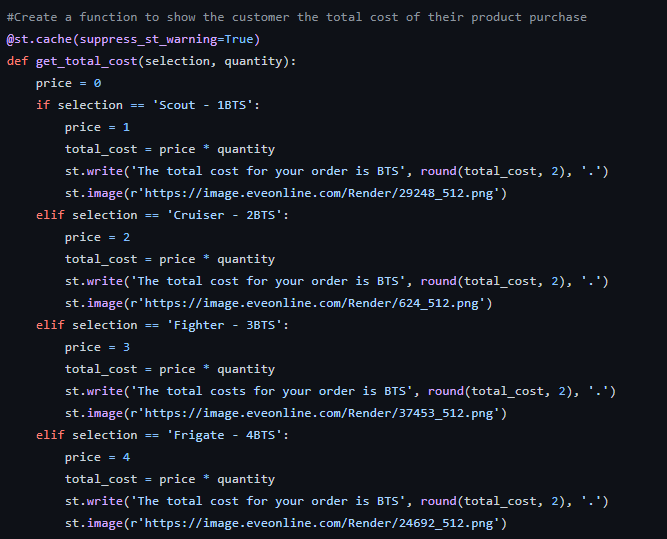 #Create a function to show the customer the total cost of their product purchase
@st.cache(suppress_st_warning=True)
def get_total_cost(selection, quantity):
    price = 0
    if selection == 'Scout - 1BTS':
        price = 1
        total_cost = price * quantity
        st.write('The total cost for your order is BTS', round(total_cost, 2), '.')
        st.image(r'https://image.eveonline.com/Render/29248_512.png')
    elif selection == 'Cruiser - 2BTS':
        price = 2
        total_cost = price * quantity
        st.write('The total cost for your order is BTS', round(total_cost, 2), '.')
        st.image(r'https://image.eveonline.com/Render/624_512.png')
    elif selection == 'Fighter - 3BTS':
        price = 3
        total_cost = price * quantity
        st.write('The total costs for your order is BTS', round(total_cost, 2), '.')
        st.image(r'https://image.eveonline.com/Render/37453_512.png')
    elif selection == 'Frigate - 4BTS':
        price = 4
        total_cost = price * quantity
        st.write('The total cost for your order is BTS', round(total_cost, 2), '.')
        st.image(r'https://image.eveonline.com/Render/24692_512.png')